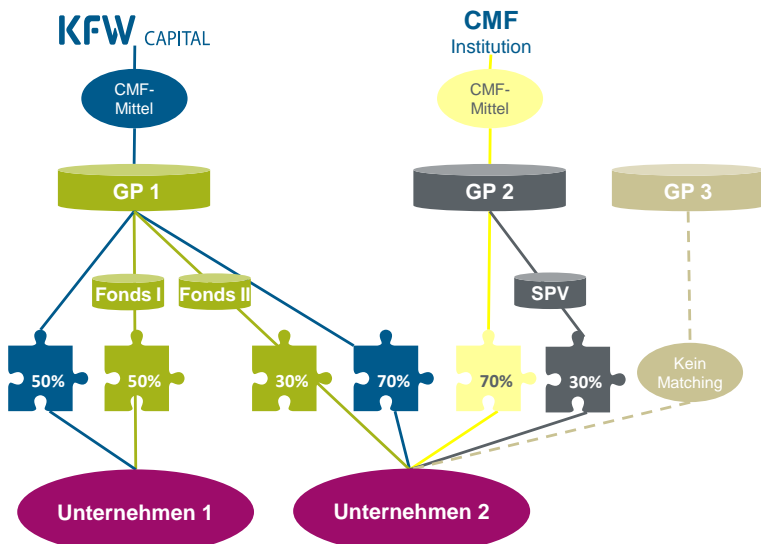 KFW CAPITAL
CMF
Institution
CMF-
Mittel
CMF-
Mittel
GP 1
GP 2
GP 3
Fonds I
Fonds II
SPV
50%
50%
30%
70%
70%
30%
Kein
Matching
Unternehmen 1
Unternehmen 2